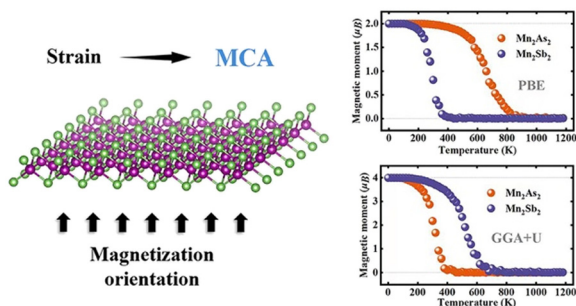 Strain
MCA
Magnetization
orientation
Magnetic moment (μB)
2.0
1.5
1.0
0.5
0.0
Mn₂As₂
Mn₂Sb₂
PBE
0 200 400 600 800 1000 1200
Temperature (K)
Magnetic moment (μB)
4
2
0
Mn₂As₂
Mn₂Sb₂
GGA+U
0 200 400 600 800 1000 1200
Temperature (K)